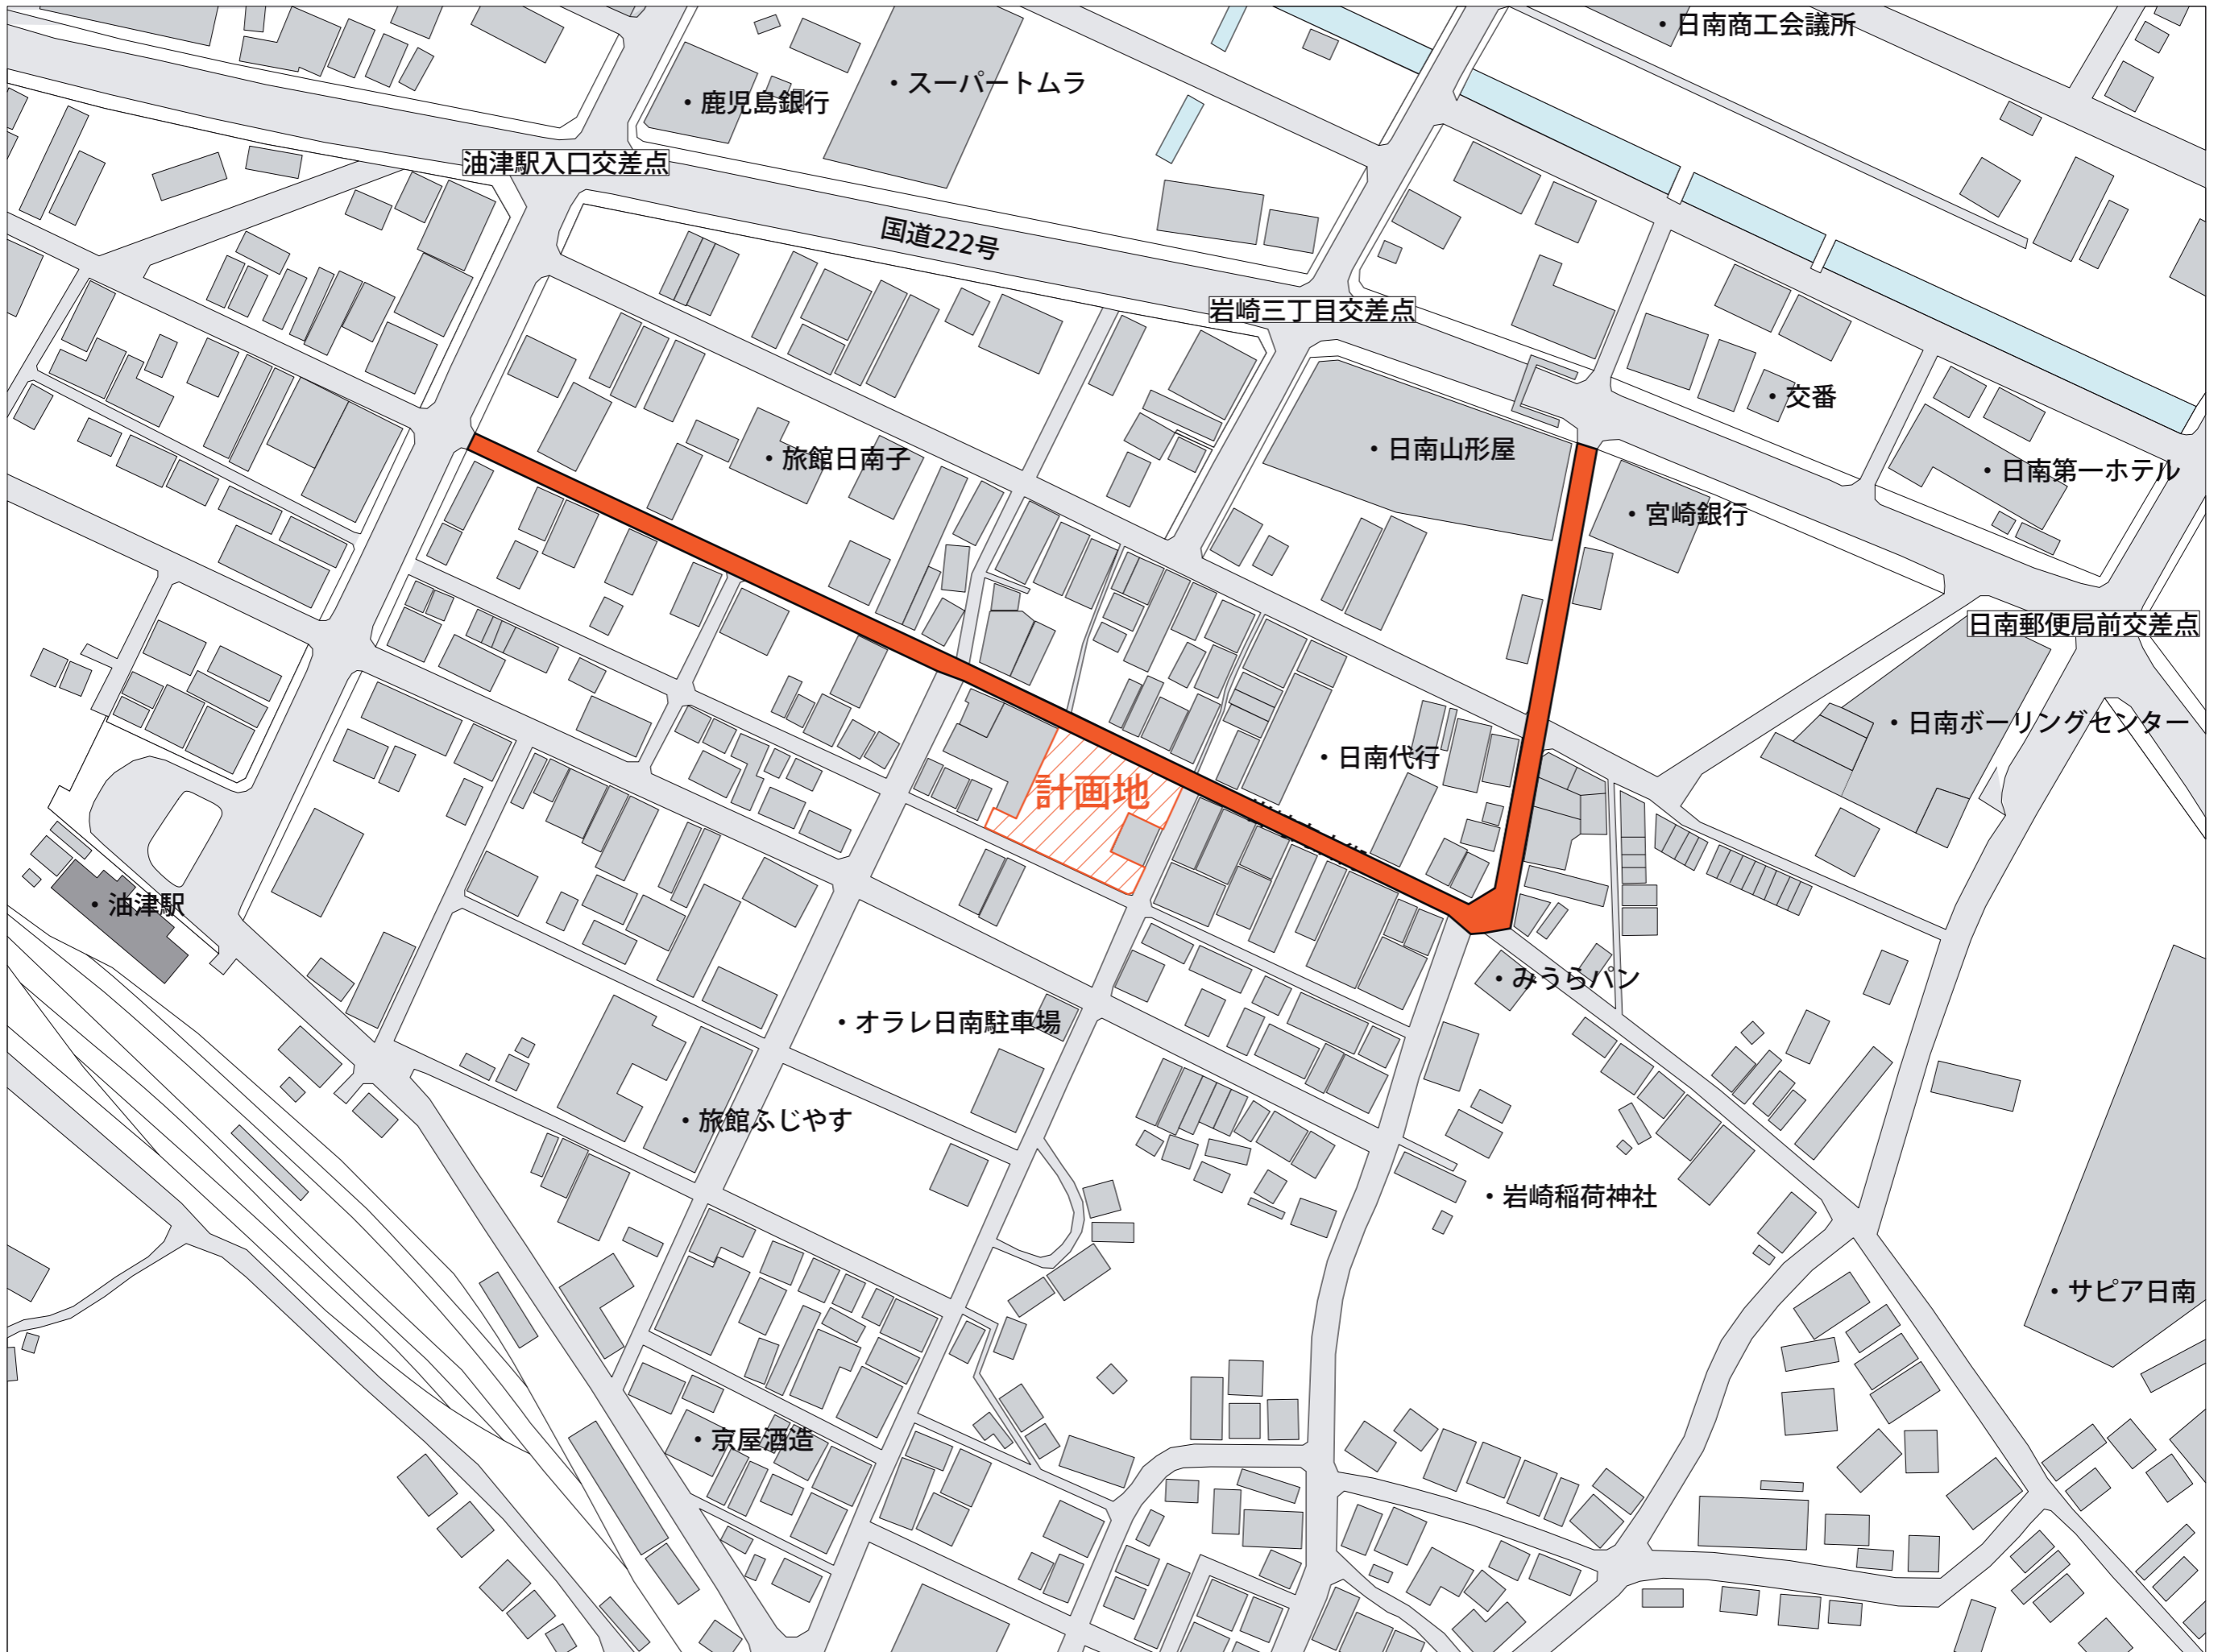 ・日南商工会議所
・スーパートムラ
・鹿児島銀行
油津駅入口交差点
国道222号
岩崎三丁目交差点
・交番
・日南山形屋
・旅館日南子
・日南第一ホテル
・宮崎銀行
日南郵便局前交差点
・日南ボーリングセンター
・日南代行
計画地
・油津駅
・みうらパン
・オラレ日南駐車場
・旅館ふじやす
・岩崎稲荷神社
・サピア日南
・京屋酒造